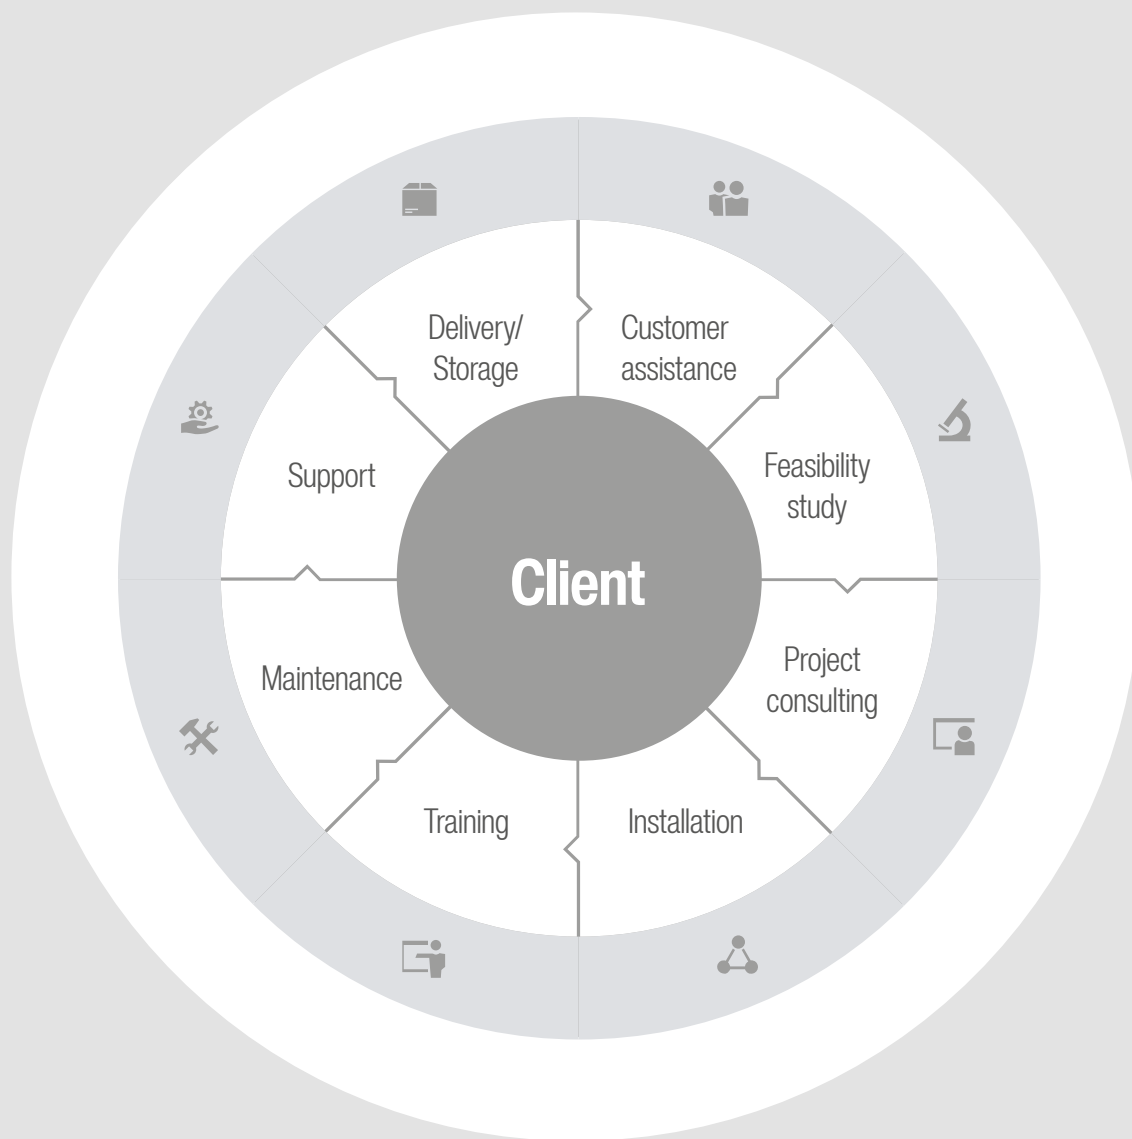 Delivery/
Storage
Customer
assistance
Feasibility
study
Project
consulting
Installation
Training
Maintenance
Support
Client